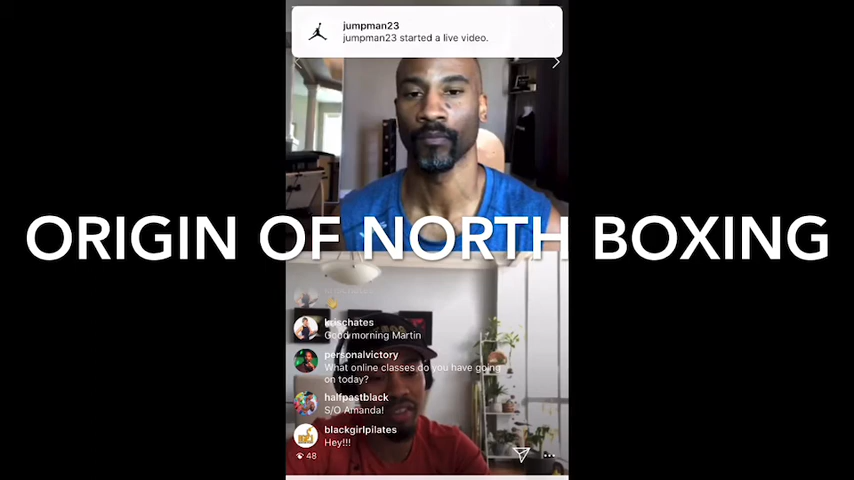 jumpman23
jumpman23 started a live video.
ORIGIN OF NORTH BOXING
kuschates
Good morning Martin
personalvictory
What online classes do you have going
on today?
halfpastblack
S/O Amanda!
blackgirlpilates
Hey!!!
48